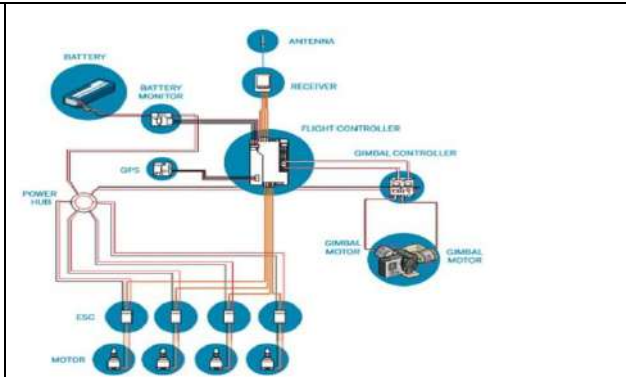 ANTENNA
BATTERY
BATTERY
MONITOR
RECEIVER
FLIGHT CONTROLLER
GIMBAL CONTROLLER
GPS
POWER
HUB
GIMBAL
MOTOR
GIMBAL
MOTOR
ESC
MOTOR